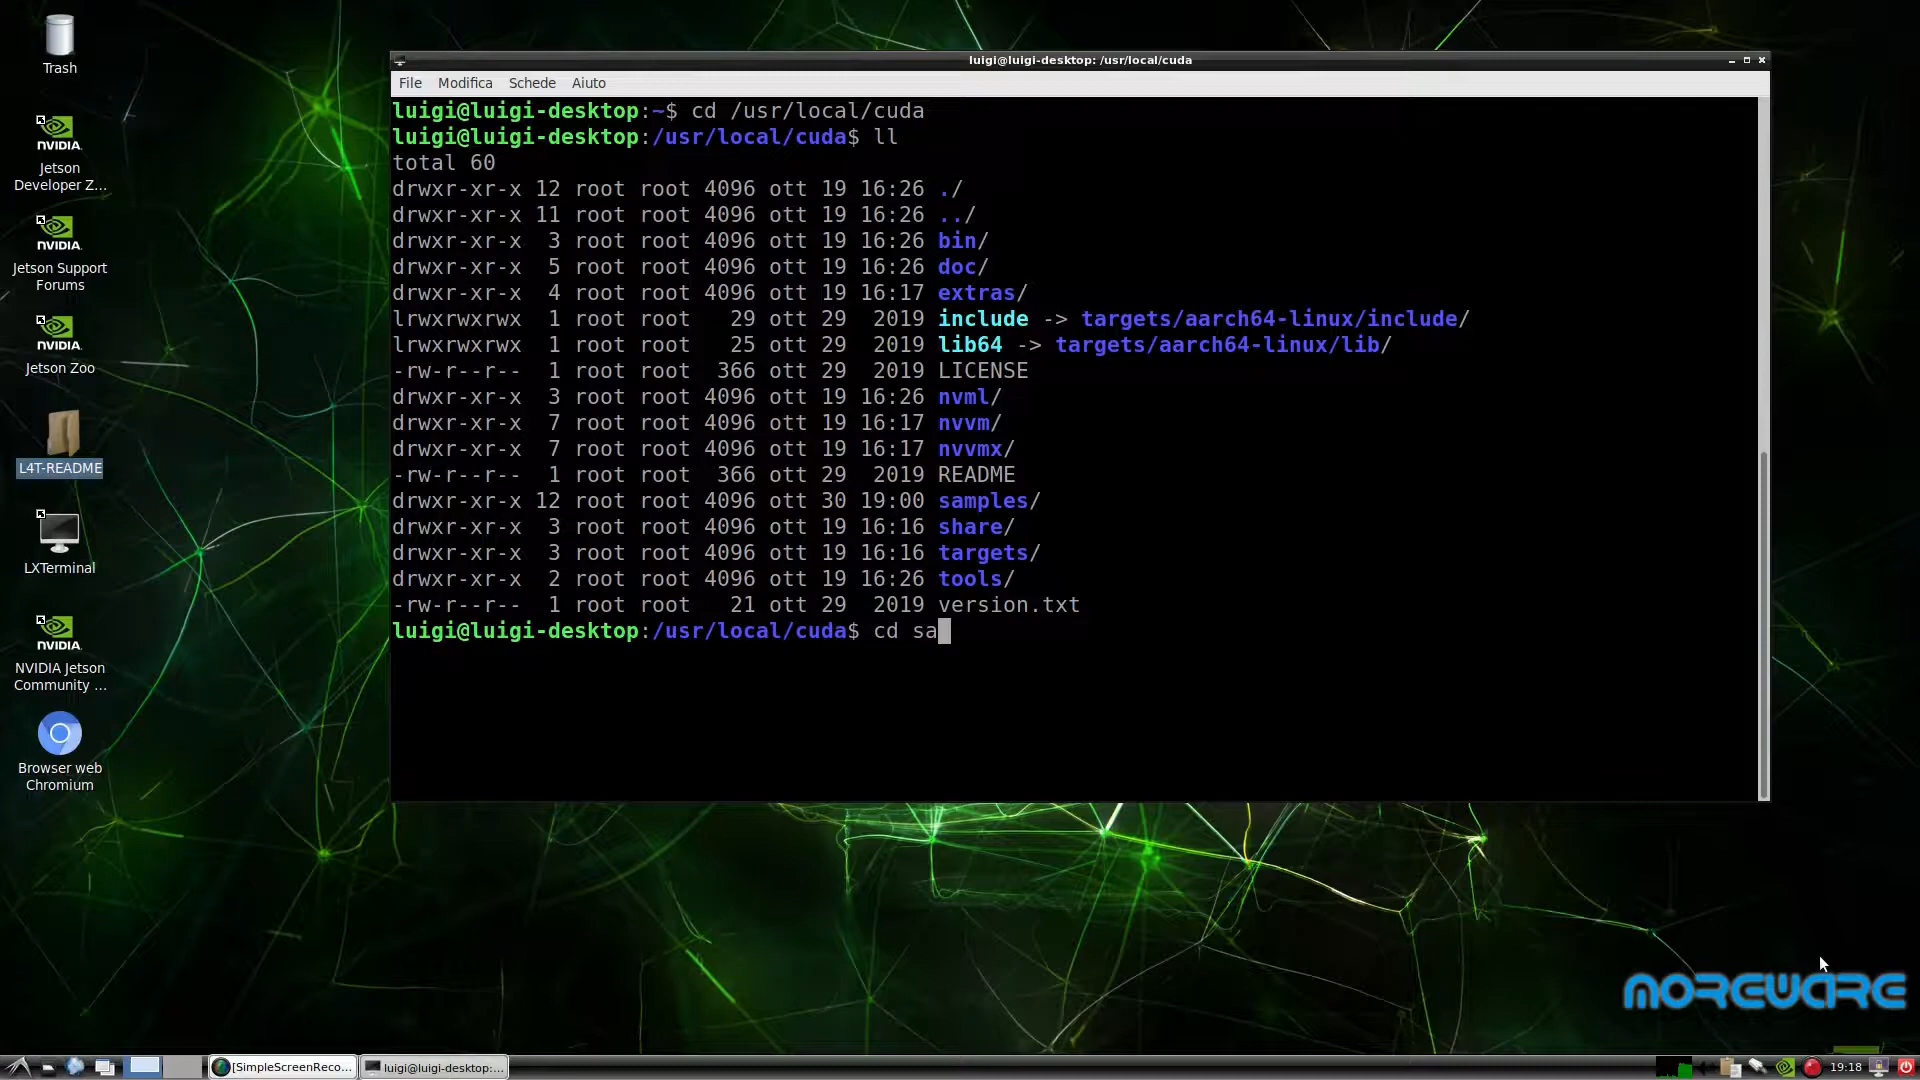 Trash
NVIDIA.
Jetson
Developer Z...
NVIDIA.
Jetson Support
Forums
NVIDIA.
Jetson Zoo
L4T-README
LXTerminal
NVIDIA.
NVIDIA Jetson
Community ...
Browser web
Chromium
luigi@luigi-desktop: /usr/local/cuda
File Modifica Schede Aiuto
luigi@luigi-desktop:~$ cd /usr/local/cuda
luigi@luigi-desktop:/usr/local/cuda$ ll
total 60
drwxr-xr-x 12 root root 4096 ott 19 16:26 ./
drwxr-xr-x 11 root root 4096 ott 19 16:26 ../
drwxr-xr-x  3 root root 4096 ott 19 16:26 bin/
drwxr-xr-x  5 root root 4096 ott 19 16:26 doc/
drwxr-xr-x  4 root root 4096 ott 19 16:17 extras/
lrwxrwxrwx  1 root root   29 ott 29  2019 include -> targets/aarch64-linux/include/
lrwxrwxrwx  1 root root   25 ott 29  2019 lib64 -> targets/aarch64-linux/lib/
-rw-r--r--  1 root root  366 ott 29  2019 LICENSE
drwxr-xr-x  3 root root 4096 ott 19 16:26 nvml/
drwxr-xr-x  7 root root 4096 ott 19 16:17 nvvm/
drwxr-xr-x  7 root root 4096 ott 19 16:17 nvvmx/
-rw-r--r--  1 root root  366 ott 29  2019 README
drwxr-xr-x 12 root root 4096 ott 30 19:00 samples/
drwxr-xr-x  3 root root 4096 ott 19 16:16 share/
drwxr-xr-x  3 root root 4096 ott 19 16:16 targets/
drwxr-xr-x  2 root root 4096 ott 19 16:26 tools/
-rw-r--r--  1 root root   21 ott 29  2019 version.txt
luigi@luigi-desktop:/usr/local/cuda$ cd sa
MOREWARE
[SimpleScreenReco...
luigi@luigi-desktop:...
19:18